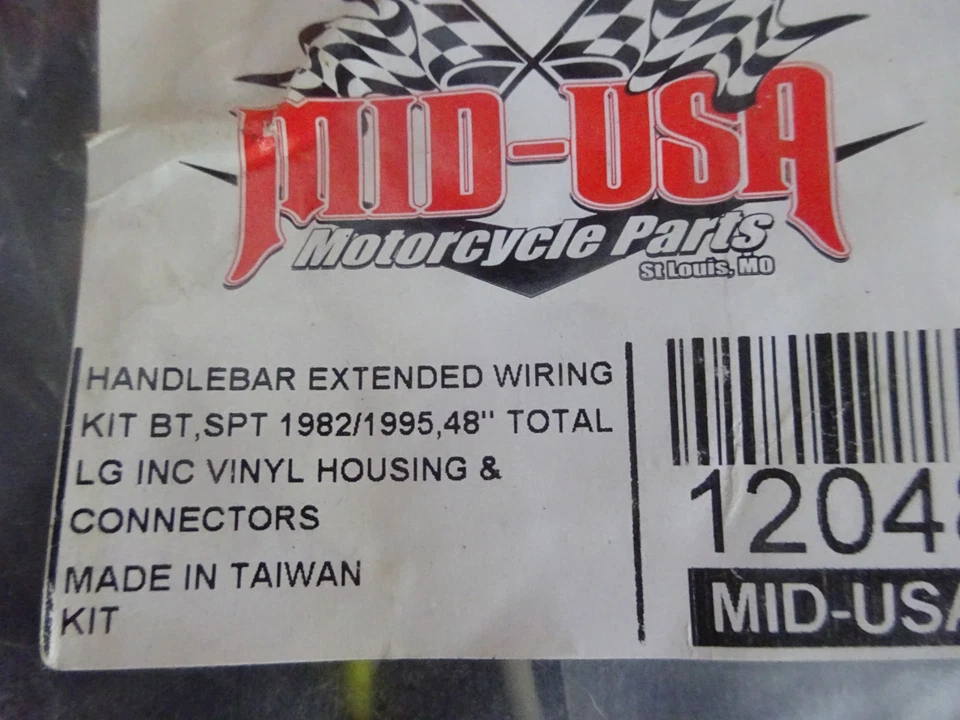 MID-USA
Motorcycle Parts
St Louis, MO
HANDLEBAR EXTENDED WIRING
KIT BT,SPT 1982/1995,48" TOTAL
LG INC VINYL HOUSING &
CONNECTORS
MADE IN TAIWAN
KIT
1204
MID-USA